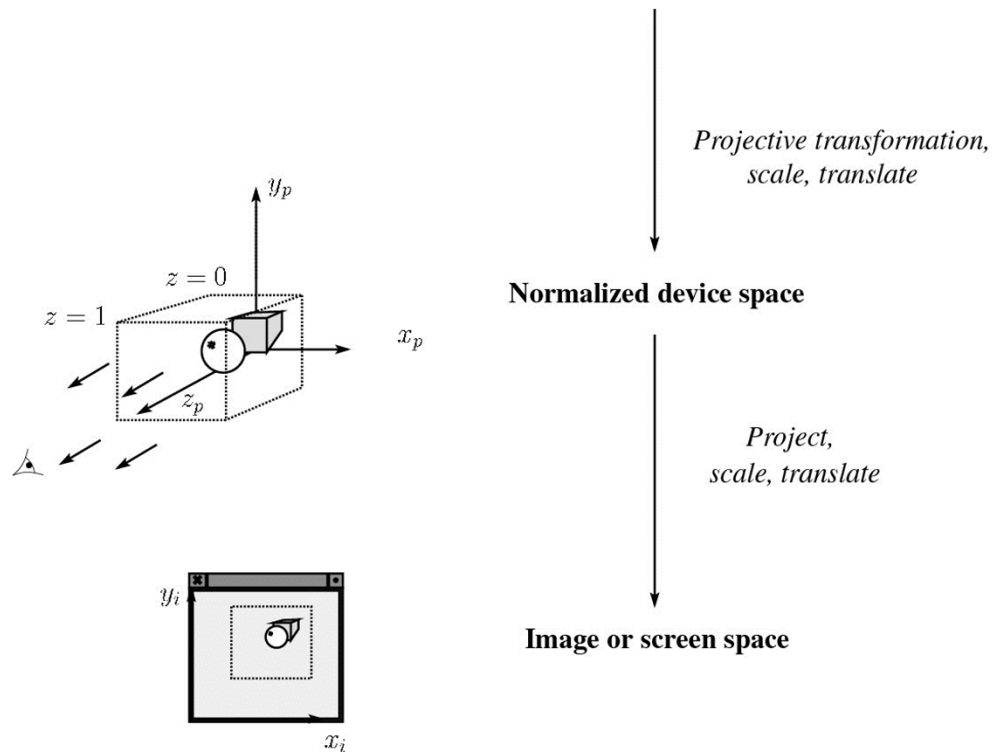 Projective transformation,
scale, translate
y_p
z = 0
Normalized device space
z = 1
x_p
z_p
Project,
scale, translate
y_i
Image or screen space
x_i